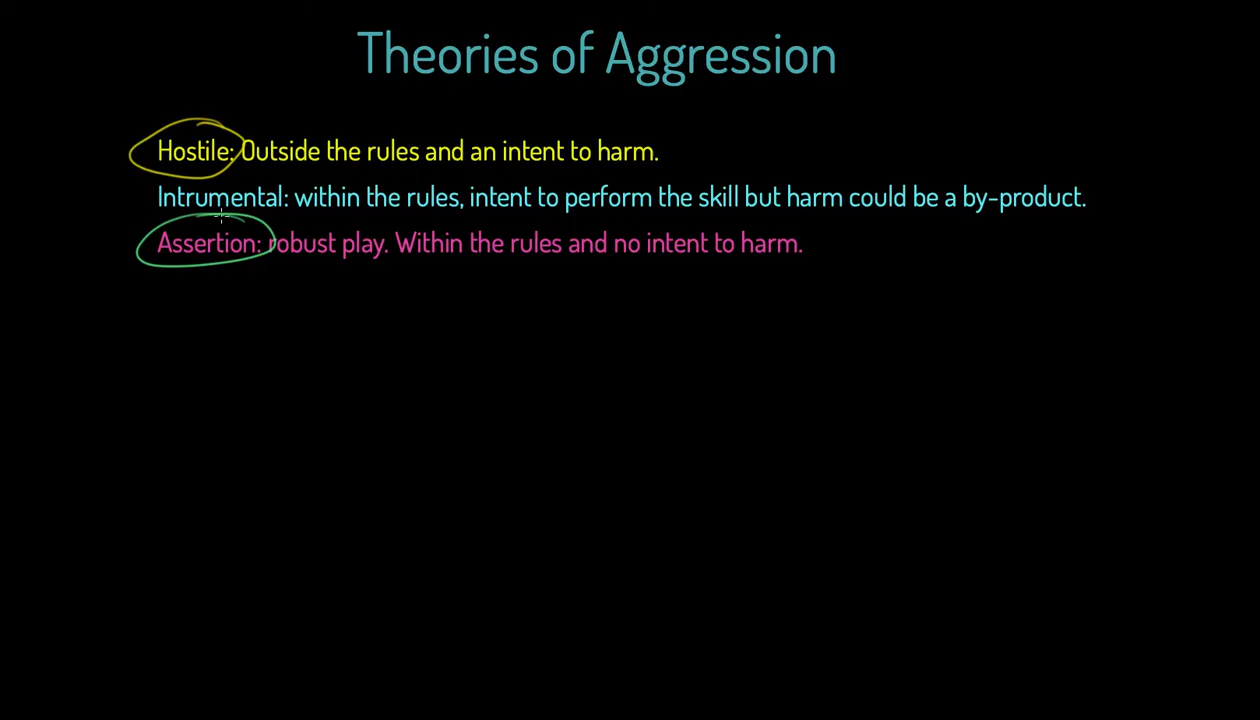 Theories of Aggression
Hostile: Outside the rules and an intent to harm.
Intrumental: within the rules, intent to perform the skill but harm could be a by-product.
Assertion: robust play. Within the rules and no intent to harm.